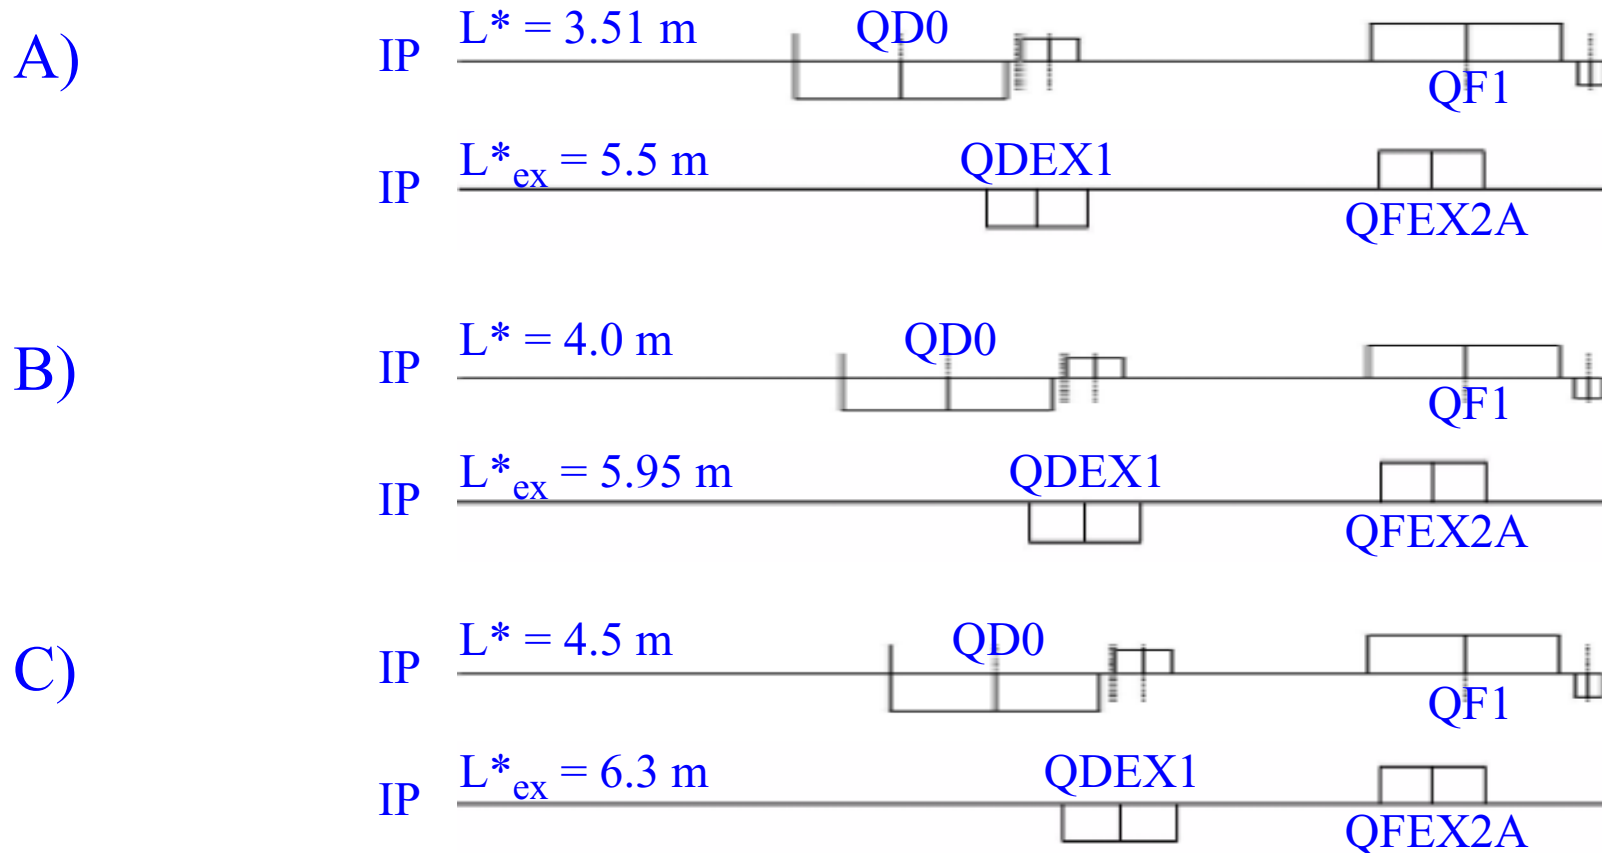 A)
IP L* = 3.51 m QD0
QF1
IP L*ex = 5.5 m QDEX1
QFEX2A
B)
IP L* = 4.0 m QD0
QF1
IP L*ex = 5.95 m QDEX1
QFEX2A
C)
IP L* = 4.5 m QD0
QF1
IP L*ex = 6.3 m QDEX1
QFEX2A